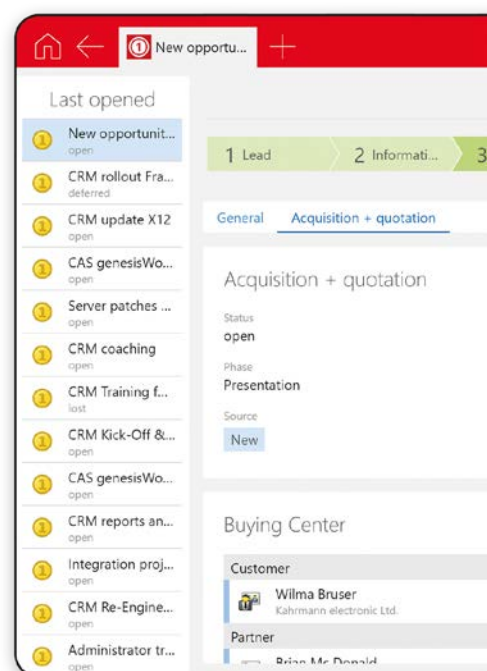 New opportu...
Last opened
New opportunit...
open
CRM rollout Fra...
deferred
CRM update X12
open
CAS genesisWo...
open
Server patches ...
open
CRM coaching
open
CRM Training f...
lost
CRM Kick-Off &...
open
CAS genesisWo...
open
CRM reports an...
open
Integration proj...
open
CRM Re-Engine...
open
Administrator tr...
open
1 Lead
2 Informati...
3
General Acquisition + quotation
Acquisition + quotation
Status
open
Phase
Presentation
Source
New
Buying Center
Customer
Wilma Bruser
Kahrmann electronic Ltd.
Partner
Brian Mc Donald